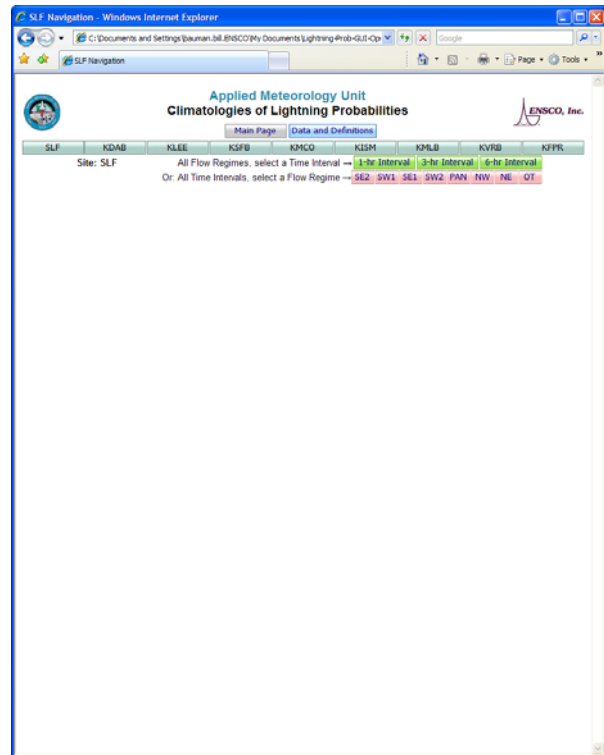 SLF Navigation - Windows Internet Explorer
C:\Documents and Settings\bauman.bill.ENSCO\My Documents\Lightning-Prob-GUI-Op
Google
SLF Navigation
Page
Tools
Applied Meteorology Unit
Climatologies of Lightning Probabilities
ENSCO, Inc.
Main Page Data and Definitions
SLF KDAB KLEE KSFB KMCO KISM KMLB KVRB KFPR
Site: SLF All Flow Regimes, select a Time Interval → 1-hr Interval 3-hr Interval 6-hr Interval
Or: All Time Intervals, select a Flow Regime → SE2 SW1 SE1 SW2 PAN NW NE OT